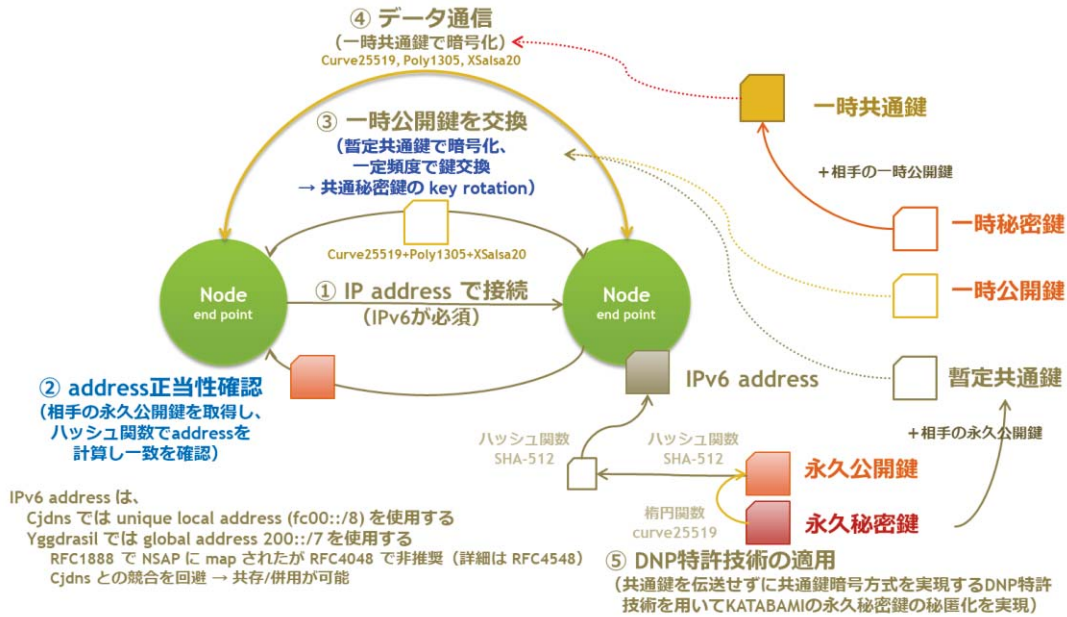 ④ データ通信
（一時共通鍵で暗号化）
Curve25519, Poly1305, XSalsa20
③ 一時公開鍵を交換
（暫定共通鍵で暗号化、
一定頻度で鍵交換
→ 共通秘密鍵の key rotation）
Curve25519+Poly1305+XSalsa20
Node
end point
① IP address で接続
（IPv6が必須）
Node
end point
② address正当性確認
（相手の永久公開鍵を取得し、
ハッシュ関数でaddressを
計算し一致を確認）
IPv6 address
一時共通鍵
＋相手の一時公開鍵
一時秘密鍵
一時公開鍵
暫定共通鍵
＋相手の永久公開鍵
ハッシュ関数
SHA-512
ハッシュ関数
SHA-512
永久公開鍵
楕円関数
curve25519
永久秘密鍵
IPv6 address は、
Cjdns では unique local address (fc00::/8) を使用する
Yggdrasil では global address 200::/7 を使用する
RFC1888 で NSAP に map されたが RFC4048 で非推奨（詳細は RFC4548）
Cjdns との競合を回避 → 共存/併用が可能
⑤ DNP特許技術の適用
（共通鍵を伝送せずに共通鍵暗号方式を実現するDNP特許
技術を用いてKATABAMIの永久秘密鍵の秘匿化を実現）